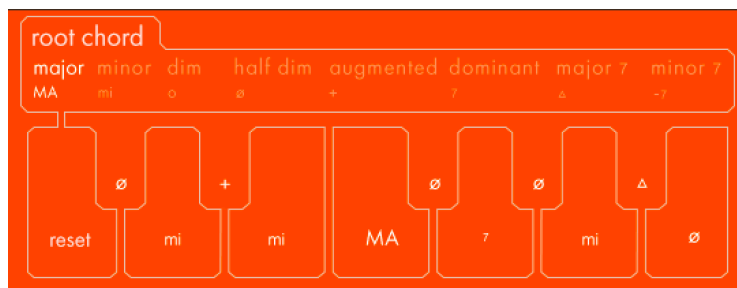 root chord
major minor dim half dim augmented dominant major 7 minor 7
MA mi o ø + 7 △ -7
ø + ø ø △
reset mi mi MA 7 mi ø